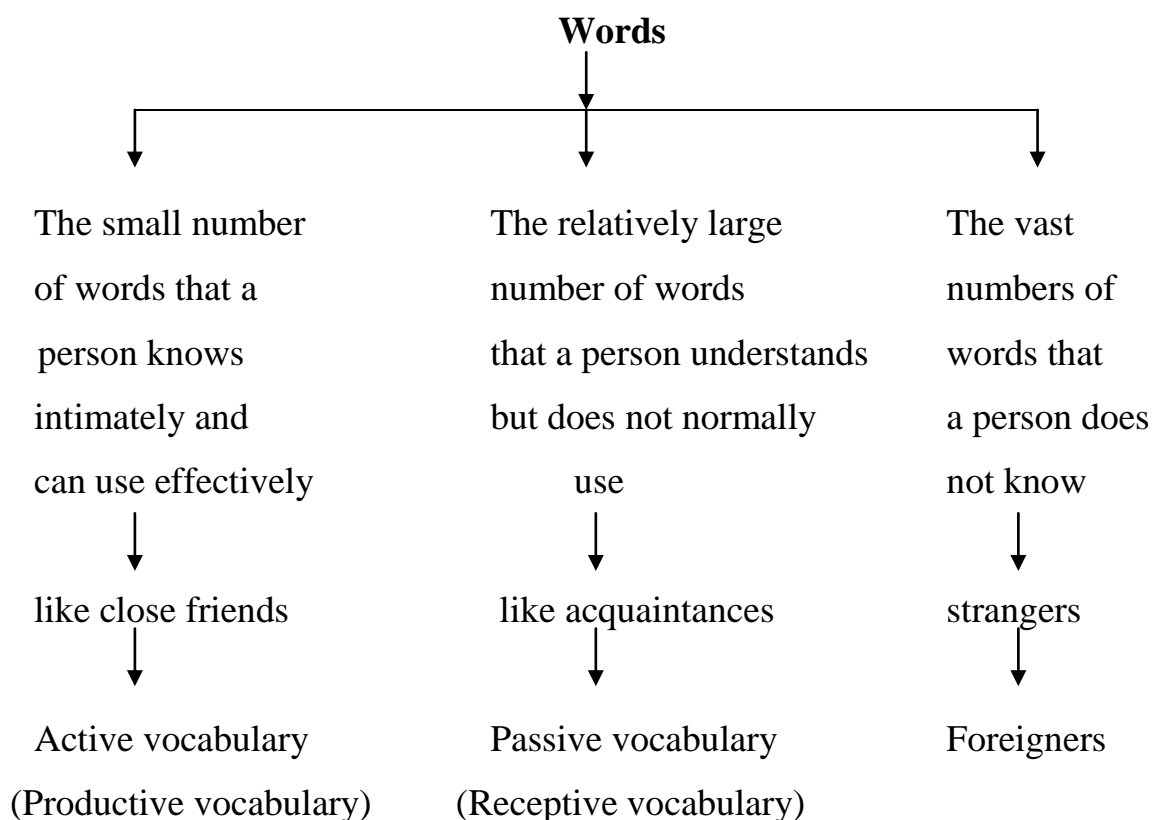 Words
The small number
of words that a
person knows
intimately and
can use effectively
like close friends
Active vocabulary
(Productive vocabulary)
The relatively large
number of words
that a person understands
but does not normally
use
like acquaintances
Passive vocabulary
(Receptive vocabulary)
The vast
numbers of
words that
a person does
not know
strangers
Foreigners